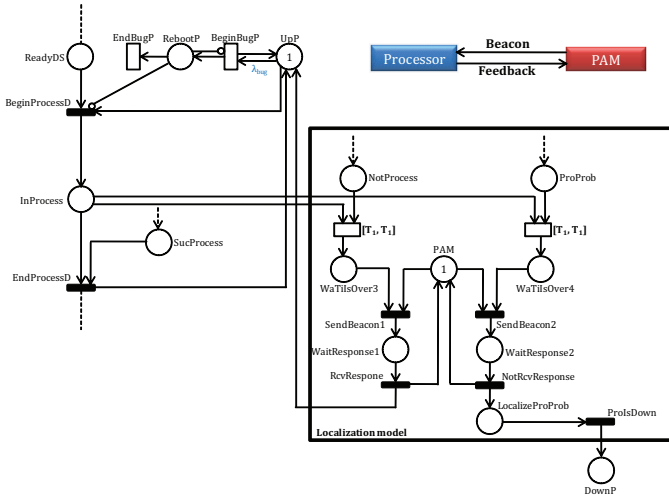 EndBugP
RebootP
BeginBugP
UpP
ReadyDS
1
λbug
Beacon
Processor
PAM
Feedback
BeginProcessD
NotProcess
ProProb
InProcess
[T₁, T₁]
[T₁, T₁]
SucProcess
PAM
1
EndProcessD
WaTilsOver3
WaTilsOver4
SendBeacon1
SendBeacon2
WaitResponse1
WaitResponse2
RcvRespone
NotRcvResponse
LocalizeProProb
ProIsDown
Localization model
DownP